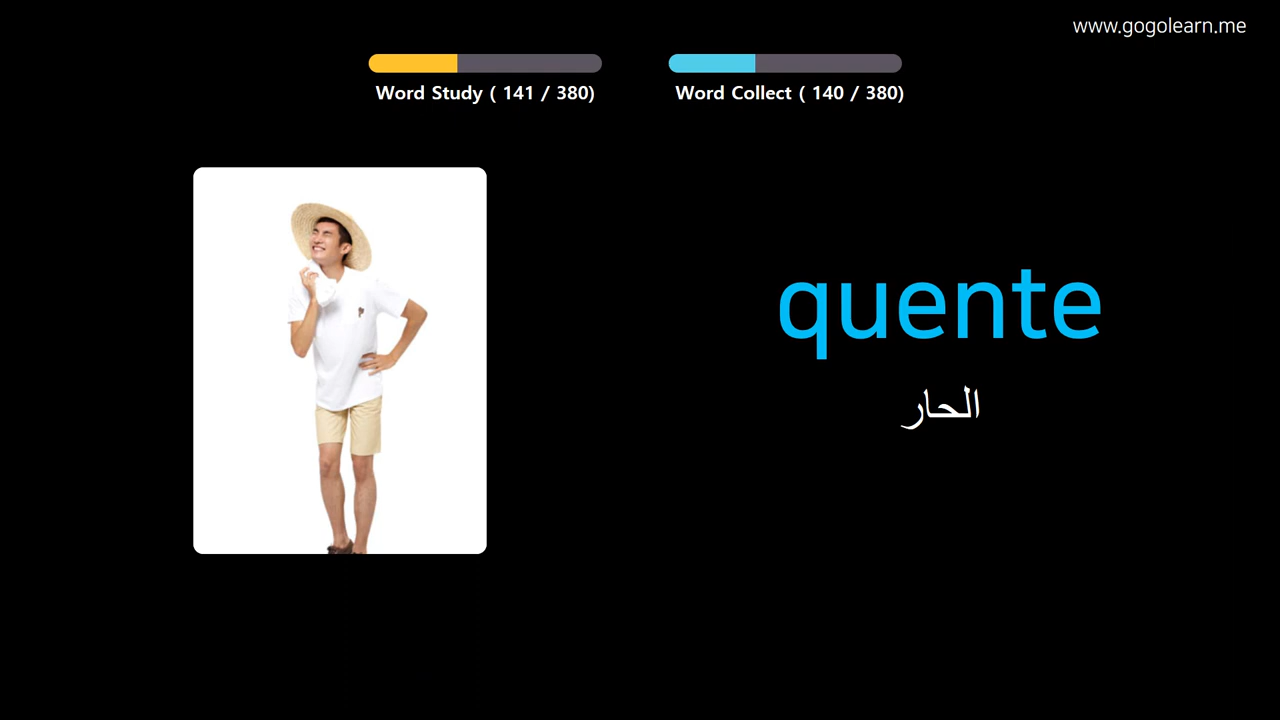 www.gogolearn.me
Word Study ( 141 / 380)
Word Collect ( 140 / 380)
quente
الحار